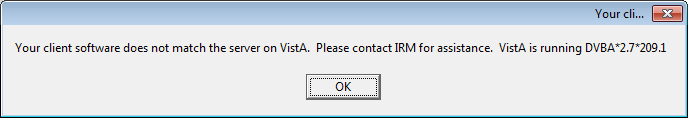 Your cli...
Your client software does not match the server on VistA.  Please contact IRM for assistance.  VistA is running DVBA*2.7*209.1
OK